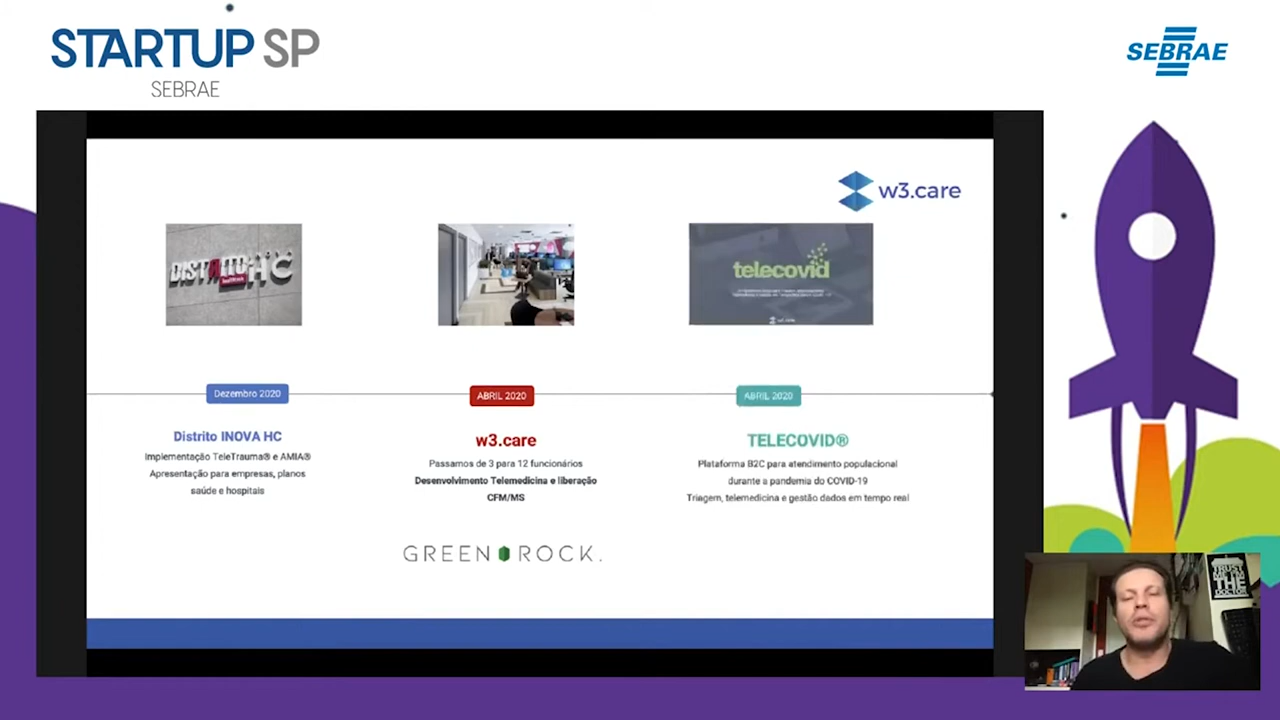 STARTUP SP
SEBRAE
SEBRAE
w3.care
DISTRITO HC
telecovid
Dezembro 2020
ABRIL 2020
ABRIL 2020
Distrito INOVA HC
Implementação TeleTrauma® e AMIA®
Apresentação para empresas, planos
saúde e hospitais
w3.care
Passamos de 3 para 12 funcionários
Desenvolvimento Telemedicina e liberação
CFM/MS
TELECOVID®
Plataforma B2C para atendimento populacional
durante a pandemia do COVID-19
Triagem, telemedicina e gestão dados em tempo real
GREEN ROCK.
TRUST
THE
DOCTOR